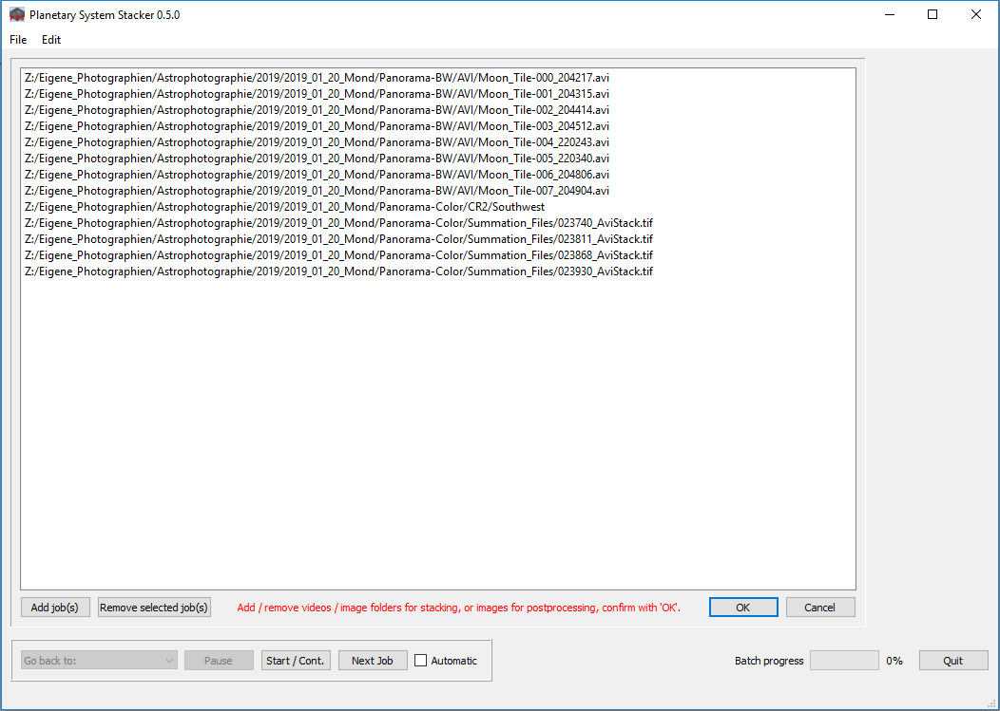 Planetary System Stacker 0.5.0
File Edit
Z:/Eigene_Photographien/Astrophotographie/2019/2019_01_20_Mond/Panorama-BW/AVI/Moon_Tile-000_204217.avi
Z:/Eigene_Photographien/Astrophotographie/2019/2019_01_20_Mond/Panorama-BW/AVI/Moon_Tile-001_204315.avi
Z:/Eigene_Photographien/Astrophotographie/2019/2019_01_20_Mond/Panorama-BW/AVI/Moon_Tile-002_204414.avi
Z:/Eigene_Photographien/Astrophotographie/2019/2019_01_20_Mond/Panorama-BW/AVI/Moon_Tile-003_204512.avi
Z:/Eigene_Photographien/Astrophotographie/2019/2019_01_20_Mond/Panorama-BW/AVI/Moon_Tile-004_220243.avi
Z:/Eigene_Photographien/Astrophotographie/2019/2019_01_20_Mond/Panorama-BW/AVI/Moon_Tile-005_220340.avi
Z:/Eigene_Photographien/Astrophotographie/2019/2019_01_20_Mond/Panorama-BW/AVI/Moon_Tile-006_204806.avi
Z:/Eigene_Photographien/Astrophotographie/2019/2019_01_20_Mond/Panorama-BW/AVI/Moon_Tile-007_204904.avi
Z:/Eigene_Photographien/Astrophotographie/2019/2019_01_20_Mond/Panorama-Color/CR2/Southwest
Z:/Eigene_Photographien/Astrophotographie/2019/2019_01_20_Mond/Panorama-Color/Summation_Files/023740_AviStack.tif
Z:/Eigene_Photographien/Astrophotographie/2019/2019_01_20_Mond/Panorama-Color/Summation_Files/023811_AviStack.tif
Z:/Eigene_Photographien/Astrophotographie/2019/2019_01_20_Mond/Panorama-Color/Summation_Files/023868_AviStack.tif
Z:/Eigene_Photographien/Astrophotographie/2019/2019_01_20_Mond/Panorama-Color/Summation_Files/023930_AviStack.tif
Add job(s) Remove selected job(s) Add / remove videos / image folders for stacking, or images for postprocessing, confirm with 'OK'. OK Cancel
Go back to: Pause Start / Cont. Next Job Automatic Batch progress 0% Quit